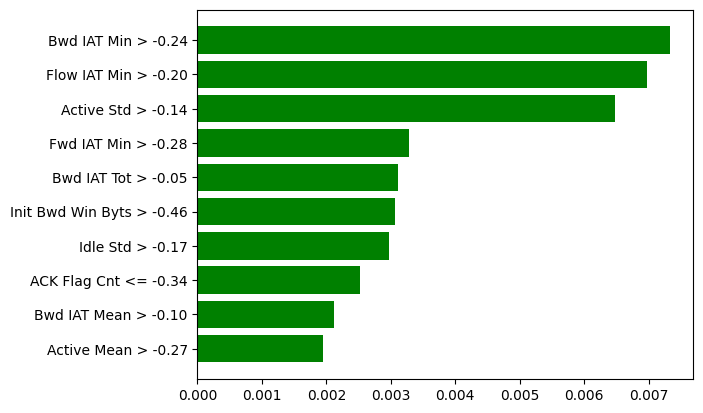 Bwd IAT Min > -0.24
Flow IAT Min > -0.20
Active Std > -0.14
Fwd IAT Min > -0.28
Bwd IAT Tot > -0.05
Init Bwd Win Byts > -0.46
Idle Std > -0.17
ACK Flag Cnt <= -0.34
Bwd IAT Mean > -0.10
Active Mean > -0.27
0.000 0.001 0.002 0.003 0.004 0.005 0.006 0.007